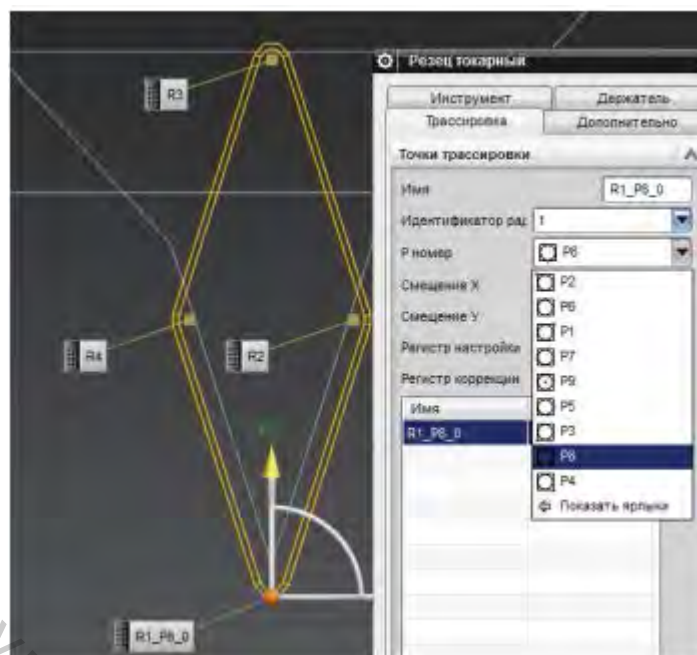 R3
R4
R2
R1_P8_0
Резец токарный
Инструмент
Держатель
Трассировка
Дополнительно
Точки трассировки
Имя
R1_P8_0
Идентификатор рад
1
P номер
P8
Смещение X
Смещение Y
Регистр настройки
Регистр коррекции
P2
P6
P1
P7
P9
P5
P3
P8
P4
Показать ярлыки
Имя
R1_P8_0